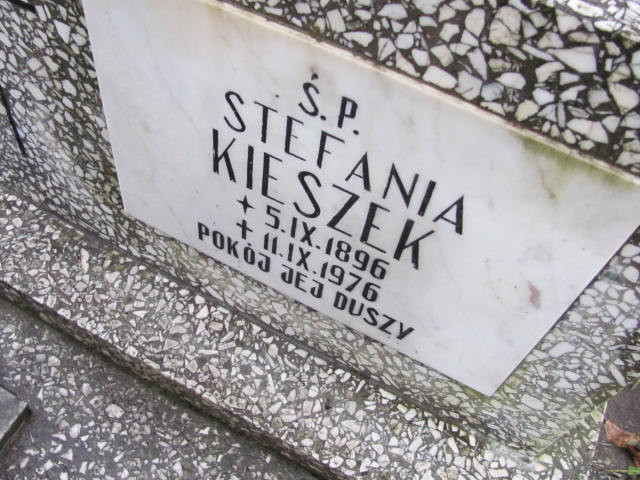 Ś.P.
STEFANIA
KIESZEK
✦ 5.IX.1896
✝ 11.IX.1976
POKÓJ JEJ DUSZY